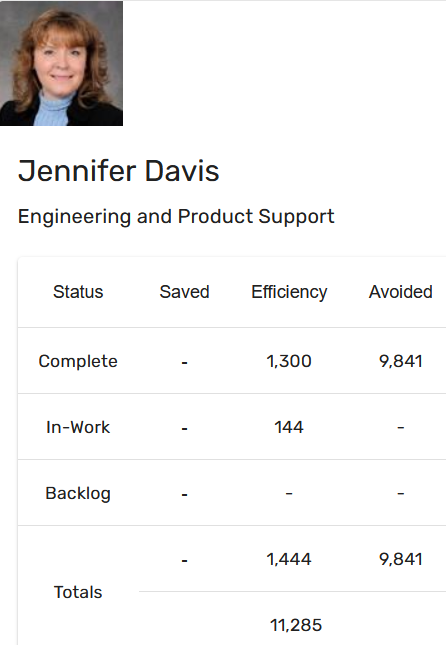 Jennifer Davis
Engineering and Product Support
Status Saved Efficiency Avoided
Complete - 1,300 9,841
In-Work - 144 -
Backlog - - -
- 1,444 9,841
Totals
11,285